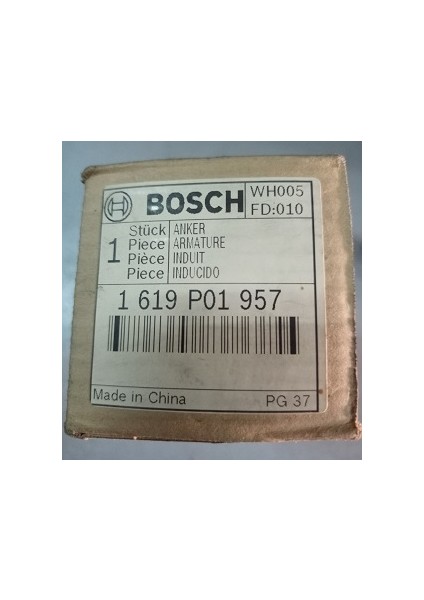 BOSCH
WH005
FD:010
1
Stück ANKER
Piece ARMATURE
Pièce INDUIT
Piece INDUCIDO
1 619 P01 957
Made in China PG 37